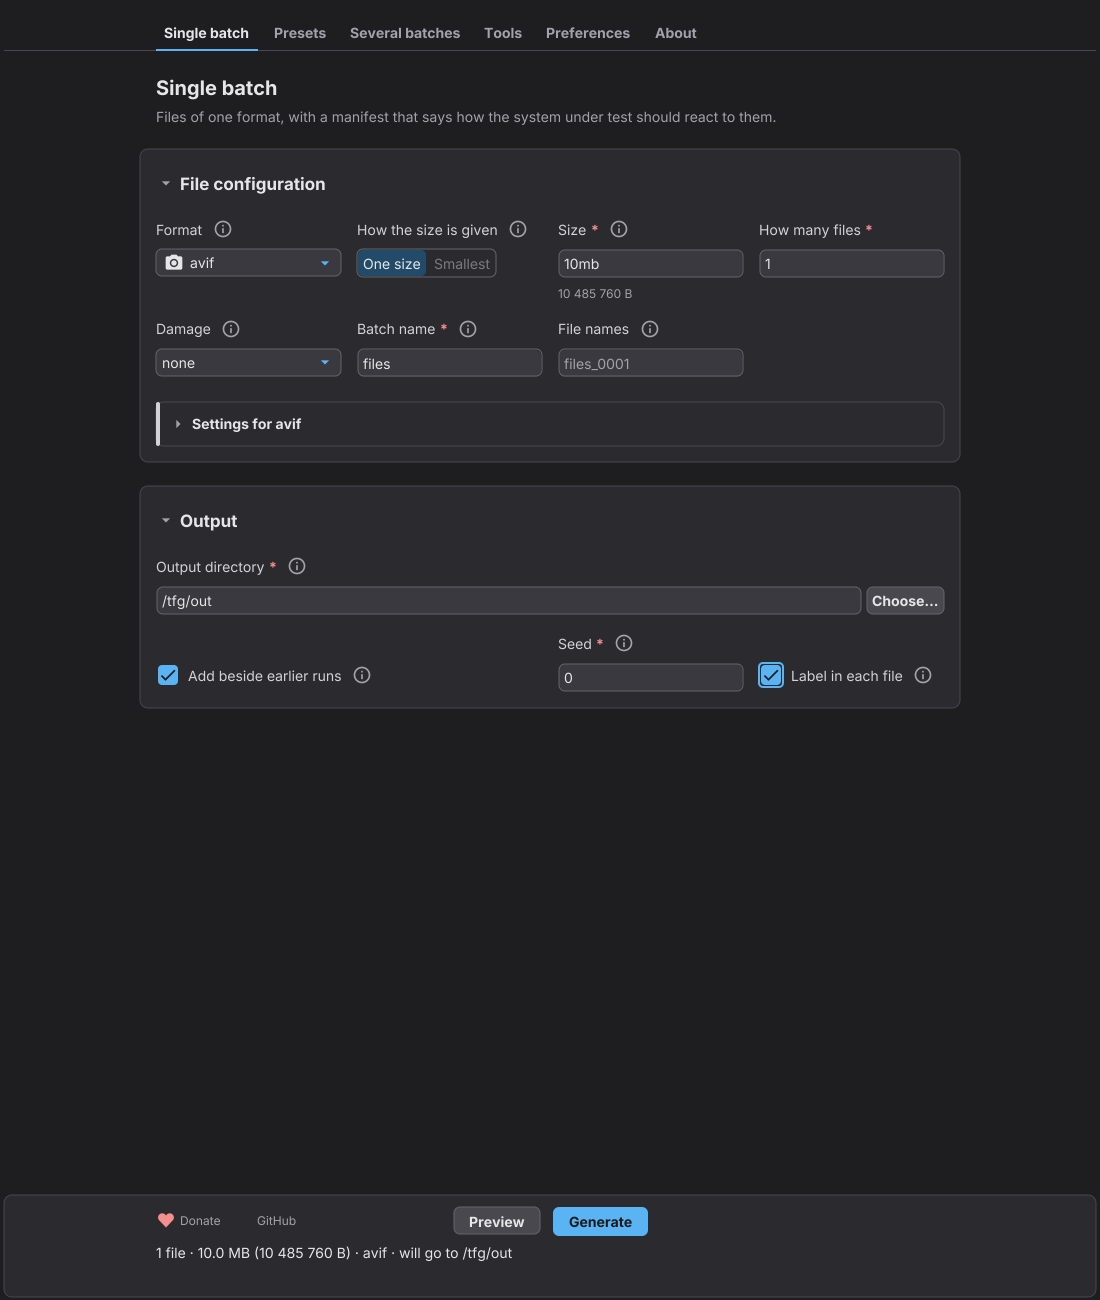 Single batch Presets Several batches Tools Preferences About
Single batch
Files of one format, with a manifest that says how the system under test should react to them.
File configuration
Format How the size is given Size * How many files *
avif One size Smallest 10mb 1
10 485 760 B
Damage Batch name * File names
none files files_0001
Settings for avif
Output
Output directory *
/tfg/out Choose...
Seed *
Add beside earlier runs 0 Label in each file
Donate GitHub Preview Generate
1 file · 10.0 MB (10 485 760 B) · avif · will go to /tfg/out